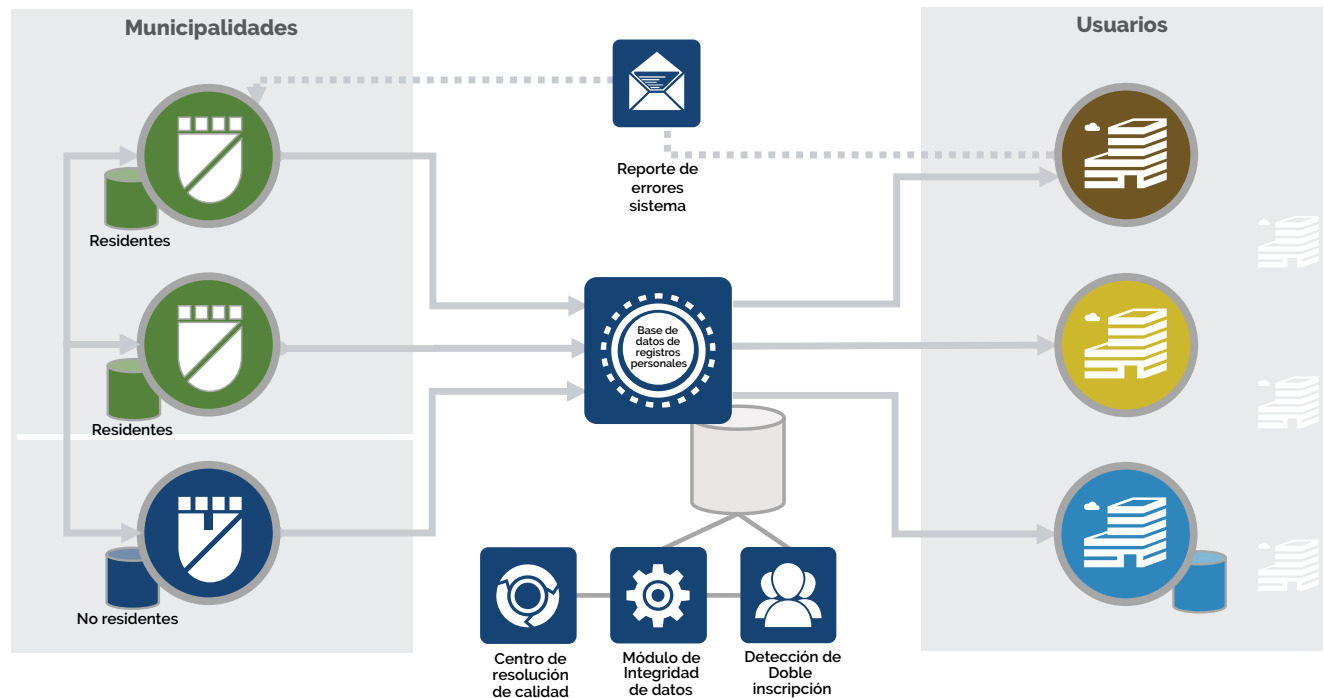 Municipalidades
Usuarios
Reporte de
errores
sistema
Residentes
Base de
datos de
registros
personales
Residentes
No residentes
Centro de
resolución
de calidad
Módulo de
Integridad
de datos
Detección de
Doble
inscripción